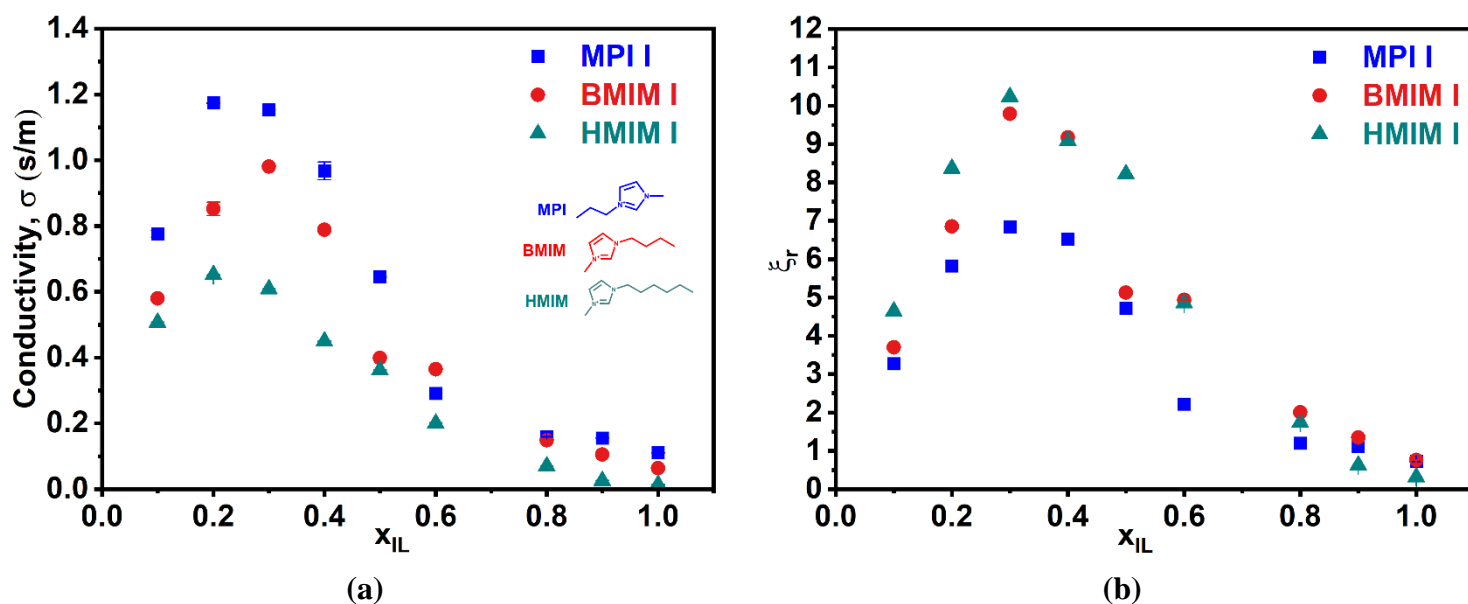 1.4
1.2
1.0
0.8
0.6
0.4
0.2
0.0
Conductivity, σ (s/m)
0.0 0.2 0.4 0.6 0.8 1.0
x_IL
MPI I
BMIM I
HMIM I
MPI
BMIM
HMIM
N
N⁺
N
N⁺
N
N⁺
(a)
12
11
10
9
8
7
6
5
4
3
2
1
0
ξr
0.0 0.2 0.4 0.6 0.8 1.0
x_IL
MPI I
BMIM I
HMIM I
(b)